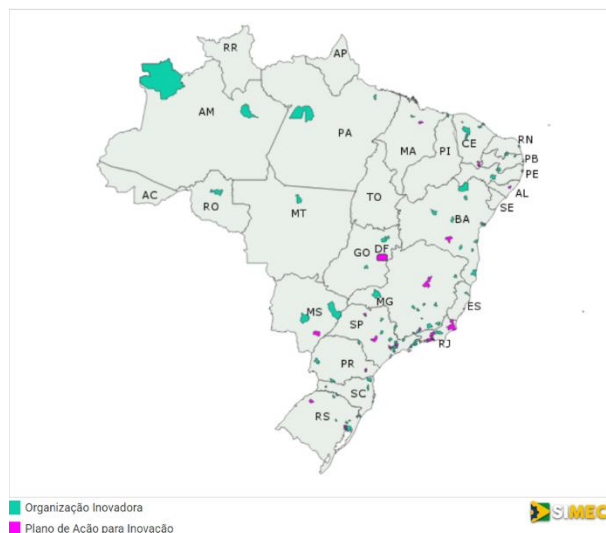 RR
AP
AM
PA
MA
PI
CE
RN
PB
PE
AL
SE
AC
RO
TO
MT
BA
GO
DF
MG
ES
MS
SP
RJ
PR
SC
RS
Organização Inovadora
Plano de Ação para Inovação
SIMEC